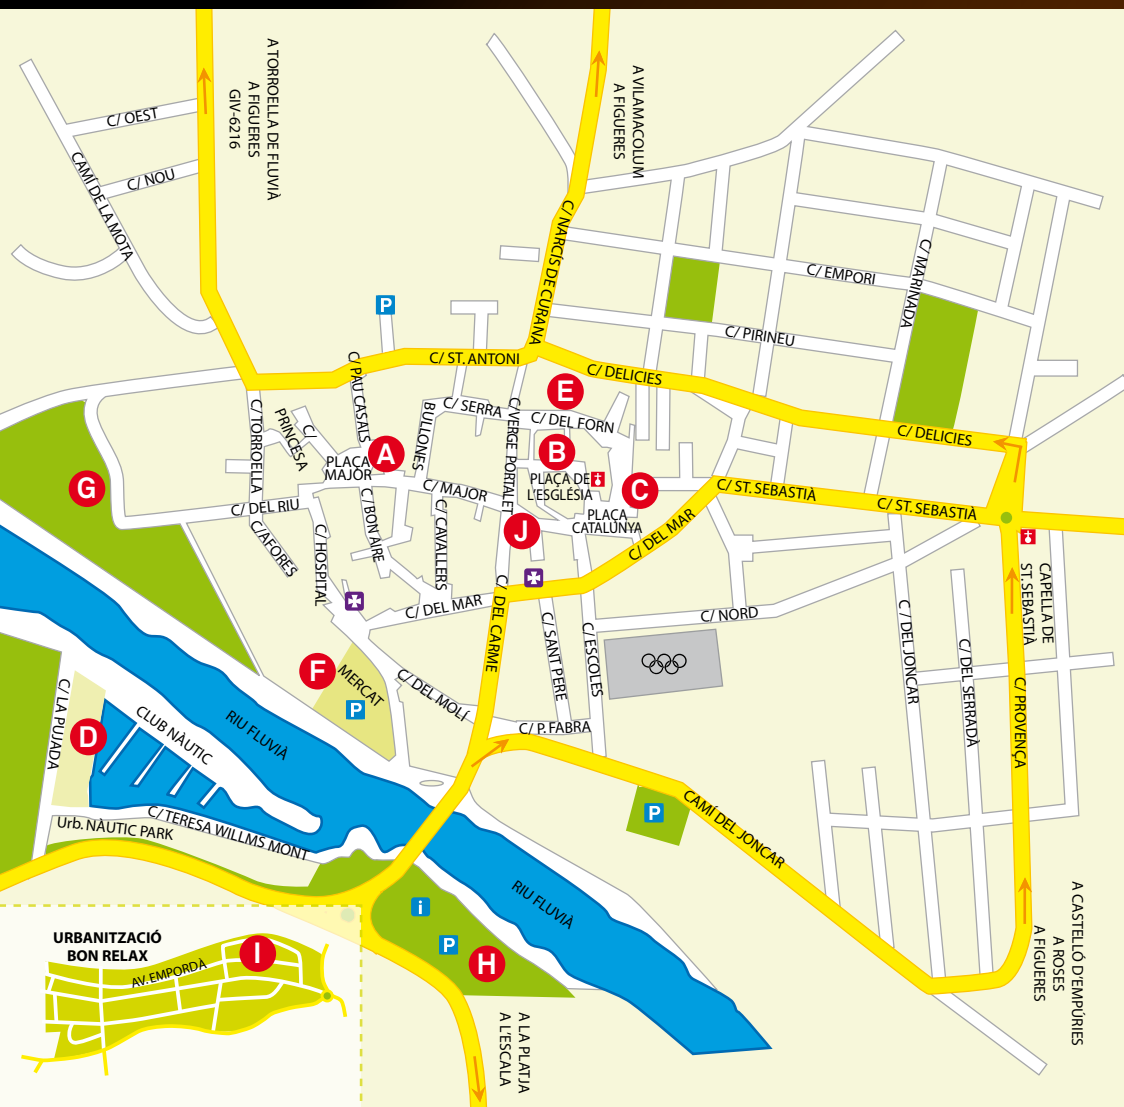 A TORROELLA DE FLUVIÀ
A FIGUERES
GIV-6216
A VILAMACOLUM
A FIGUERES
C/ OEST
C/ NOU
CAMÍ DE LA MOTA
C/ NARCÍS DE CURANA
C/ EMPORI
C/ MARINADA
C/ PIRINEU
P
C/ ST. ANTONI
C/ DELICIES
C/ DELICIES
C/ PAU CASALS
C/ TORROELLA
C/
PRINCESA
BULLONES
C/ SERRA
C/ VERGE PORTALET
C/ DEL FORN
E
A
B
C
G
J
PLAÇA
MAJOR
PLAÇA DE
L'ESGLÉSIA
PLAÇA
CATALUNYA
C/ MAJOR
C/ ST. SEBASTIÀ
C/ ST. SEBASTIÀ
C/ DEL RIU
C/AFORES
C/ HOSPITAL
C/ BON AIRE
C/ CAVALLERS
C/ DEL MAR
C/ DEL MAR
C/ DEL CARME
C/ SANT PERE
C/ ESCOLES
C/ NORD
CAPELLA DE
ST. SEBASTIÀ
C/ DEL JONCAR
C/ DEL SERRADÀ
C/ PROVENÇA
F
MERCAT
P
C/ DEL MOLÍ
C/ P. FABRA
C/ LA PUJADA
D
CLUB NÀUTIC
RIU FLUVIÀ
C/ TERESA WILLMS MONT
Urb. NÀUTIC PARK
P
CAMÍ DEL JONCAR
RIU FLUVIÀ
i
P
H
A CASTELLÓ D'EMPÚRIES
A ROSES
A FIGUERES
URBANITZACIÓ
BON RELAX
I
AV. EMPORDÀ
A LA PLATJA
A L'ESCALA